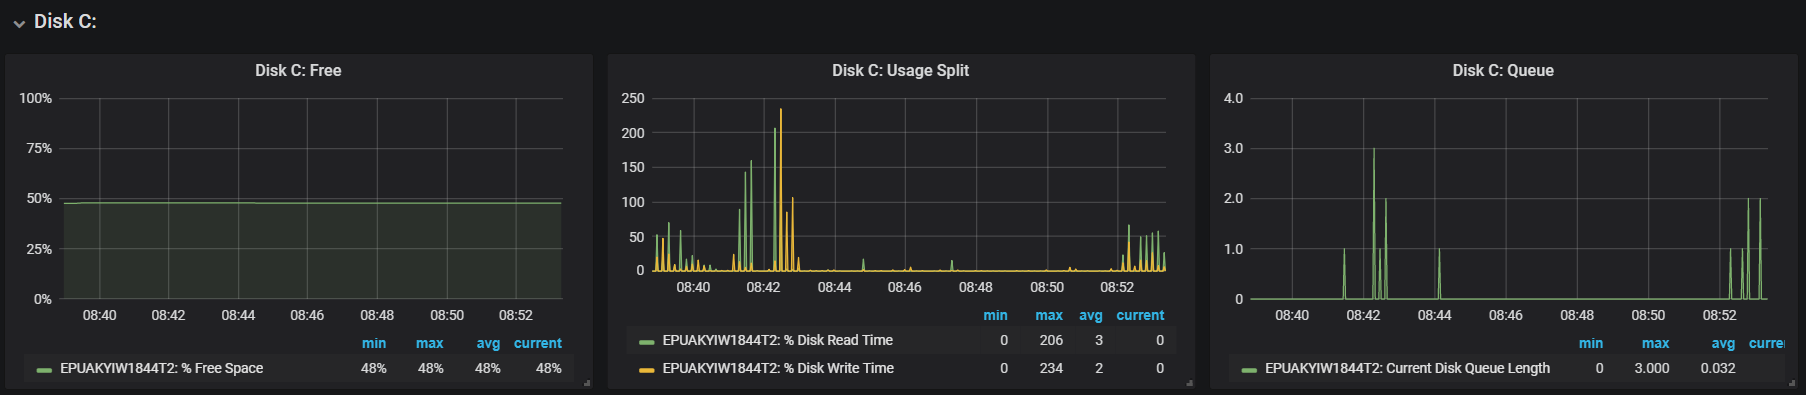 Disk C:
Disk C: Free
100%
75%
50%
25%
0%
08:40 08:42 08:44 08:46 08:48 08:50 08:52
min max avg current
EPUAKYIW1844T2: % Free Space 48% 48% 48% 48%
Disk C: Usage Split
250
200
150
100
50
0
08:40 08:42 08:44 08:46 08:48 08:50 08:52
min max avg current
EPUAKYIW1844T2: % Disk Read Time 0 206 3 0
EPUAKYIW1844T2: % Disk Write Time 0 234 2 0
Disk C: Queue
4.0
3.0
2.0
1.0
0
08:40 08:42 08:44 08:46 08:48 08:50 08:52
min max avg curre
EPUAKYIW1844T2: Current Disk Queue Length 0 3.000 0.032